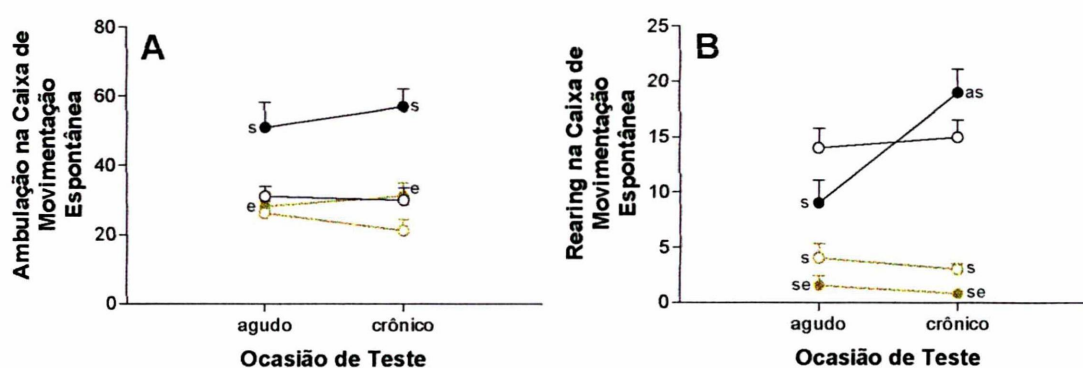 A
Ambulação na Caixa de
Movimentação
Espontânea
80
60
40
20
0
s
s
e
e
agudo
crônico
Ocasião de Teste
B
Rearing na Caixa de
Movimentação
Espontânea
25
20
15
10
5
0
as
s
s
s
se
se
agudo
crônico
Ocasião de Teste